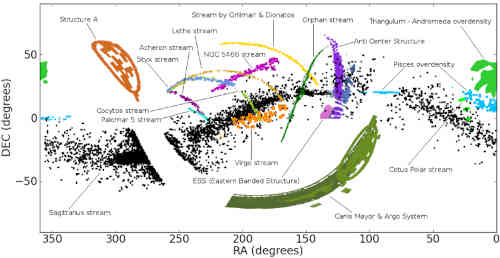 Structure A
Stream by Grillmair & Dionatos
Orphan stream
Triangulum - Andromeda overdensity
Lethe stream
Acheron stream
Styx stream
NGC 5466 stream
Anti Center Structure
Pisces overdensity
Cocytos stream
Palomar 5 stream
Virgo stream
EBS (Eastern Banded Structure)
Cetus Polar stream
Sagittarius stream
Canis Mayor & Argo System
DEC (degrees)
50
0
−50
350
300
250
200
150
100
50
0
RA (degrees)